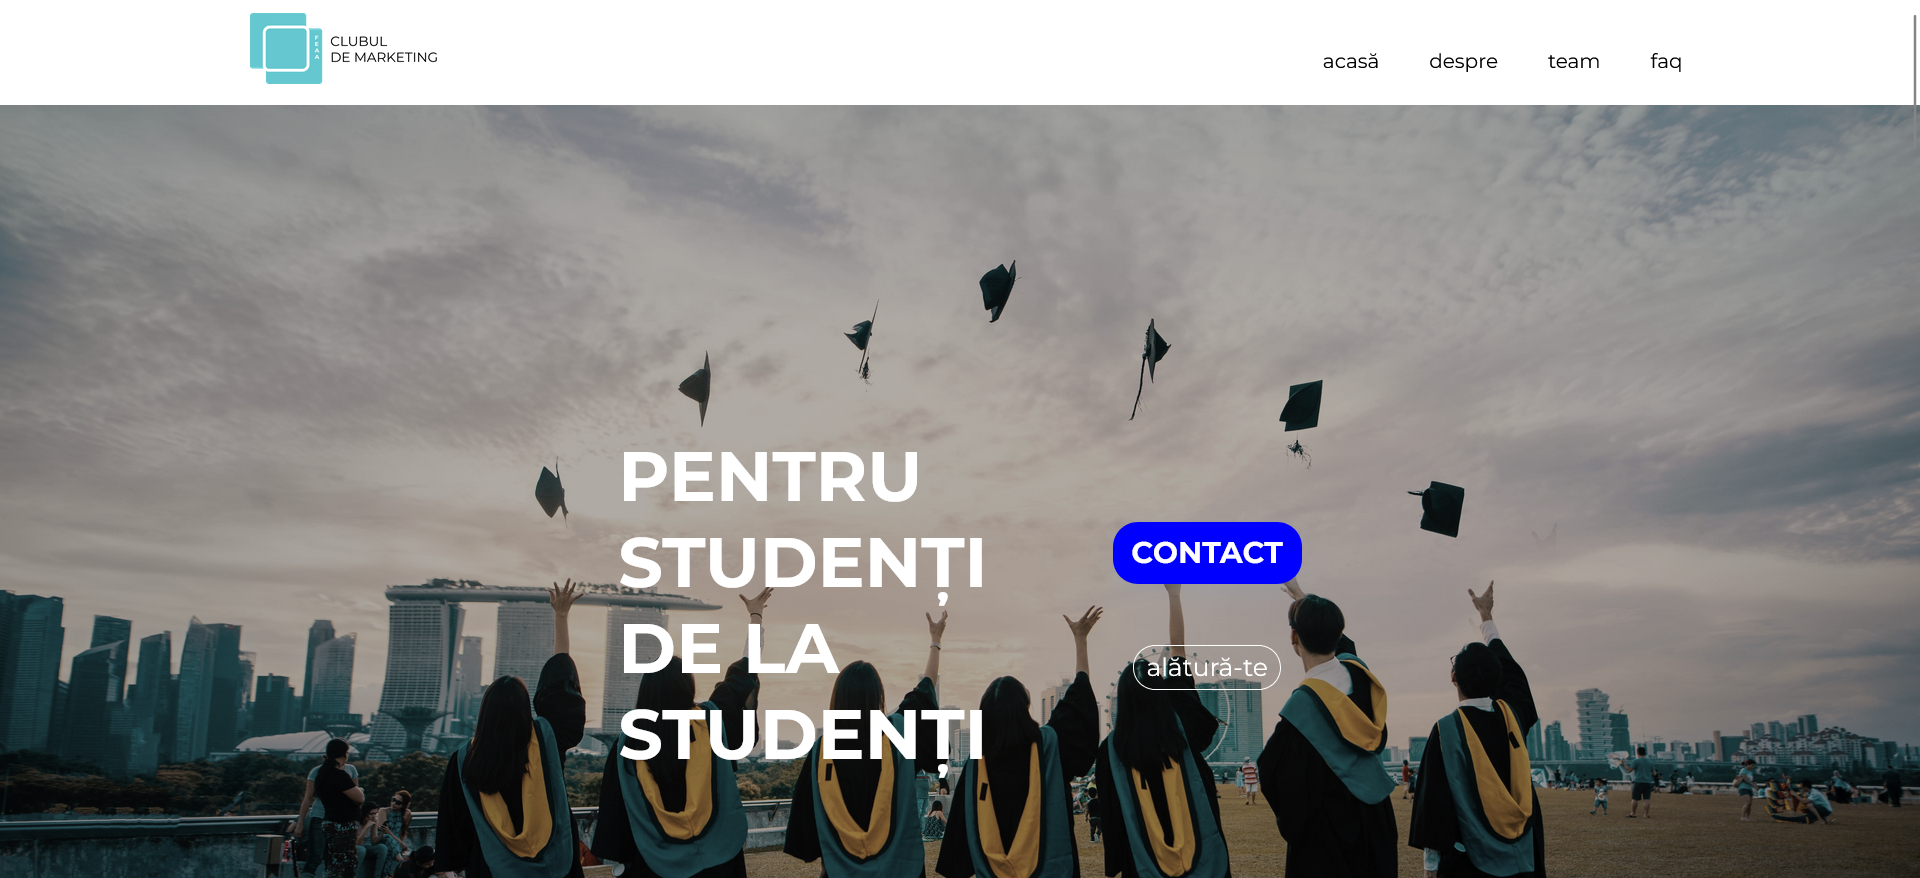 FEAA
CLUBUL
DE MARKETING
acasă
despre
team
faq
PENTRU
STUDENȚI
DE LA
STUDENȚI
CONTACT
alătură-te